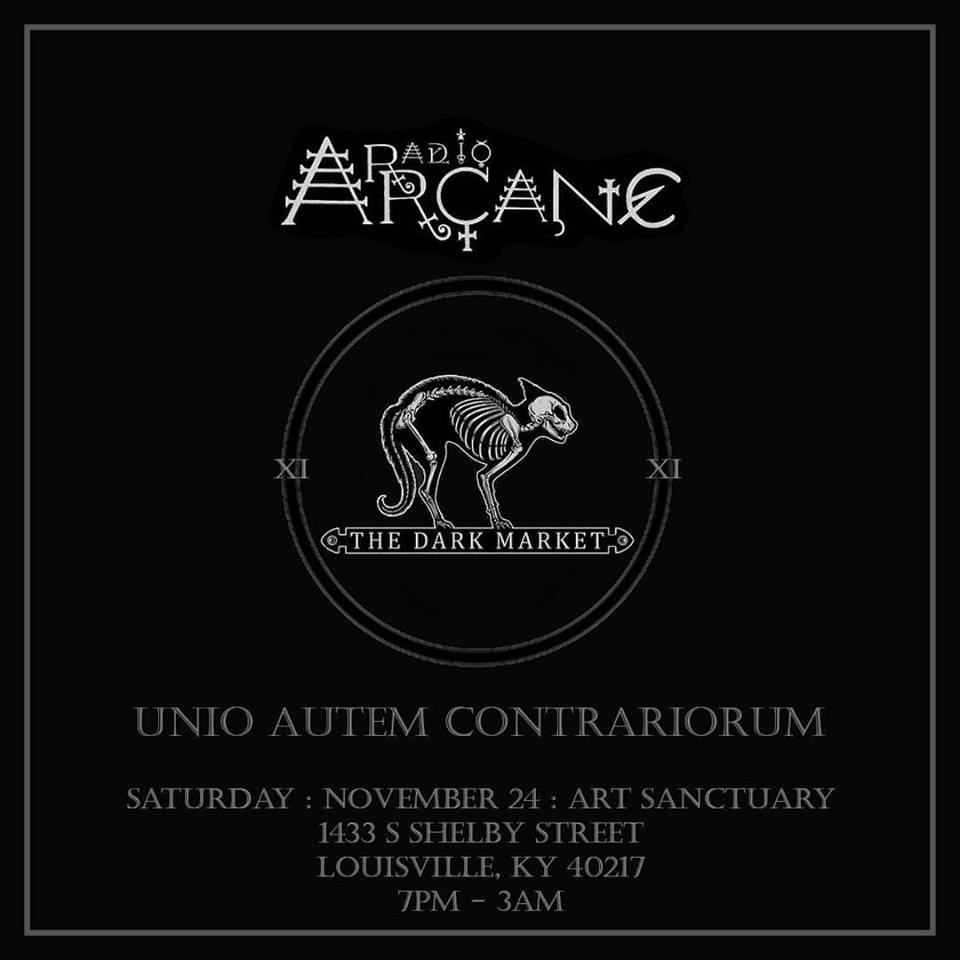 RADIO
ARCANE
XI XI
THE DARK MARKET
UNIO AUTEM CONTRARIORUM
SATURDAY : NOVEMBER 24 : ART SANCTUARY
1433 S SHELBY STREET
LOUISVILLE, KY 40217
7PM - 3AM